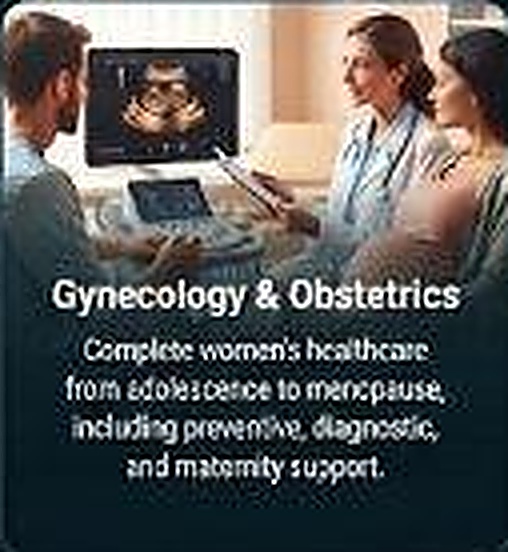 Gynecology & Obstetrics
Complete women's healthcare
from adolescence to menopause,
including preventive, diagnostic,
and maternity support.